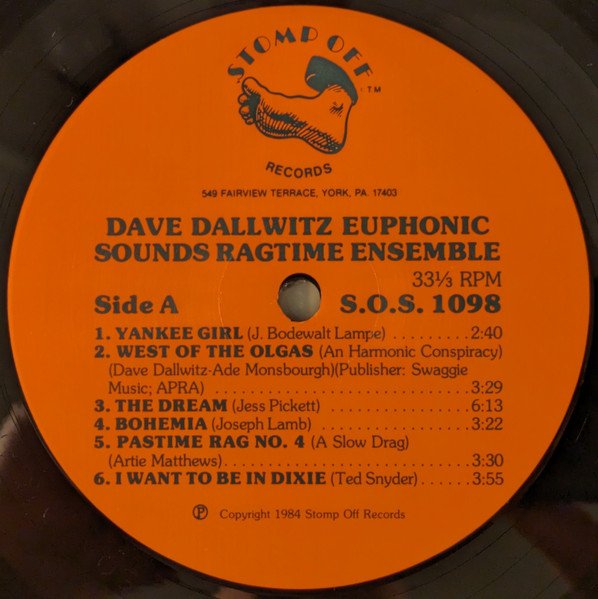 STOMP OFF
™
RECORDS
549 FAIRVIEW TERRACE, YORK, PA. 17403
DAVE DALLWITZ EUPHONIC
SOUNDS RAGTIME ENSEMBLE
33⅓ RPM
Side A S.O.S. 1098
1. YANKEE GIRL (J. Bodewalt Lampe) . . . . . . . . . 2:40
2. WEST OF THE OLGAS (An Harmonic Conspiracy)
(Dave Dallwitz-Ade Monsbourgh)(Publisher: Swaggie
Music; APRA) . . . . . . . . . . . . . . . . . . . . . . . . . . . . . 3:29
3. THE DREAM (Jess Pickett) . . . . . . . . . . . . . . . . 6:13
4. BOHEMIA (Joseph Lamb) . . . . . . . . . . . . . . . . . 3:22
5. PASTIME RAG NO. 4 (A Slow Drag)
(Artie Matthews) . . . . . . . . . . . . . . . . . . . . . . . . . . . 3:30
6. I WANT TO BE IN DIXIE (Ted Snyder) . . . . . . 3:55
℗ Copyright 1984 Stomp Off Records